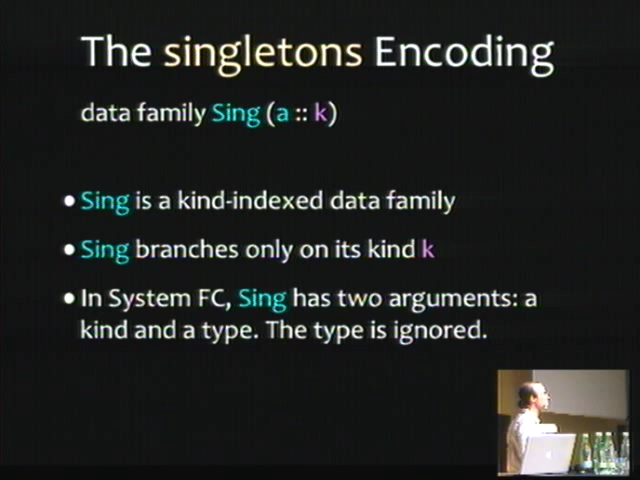 The singletons Encoding
data family Sing (a :: k)
• Sing is a kind-indexed data family
• Sing branches only on its kind k
• In System FC, Sing has two arguments: a
kind and a type. The type is ignored.